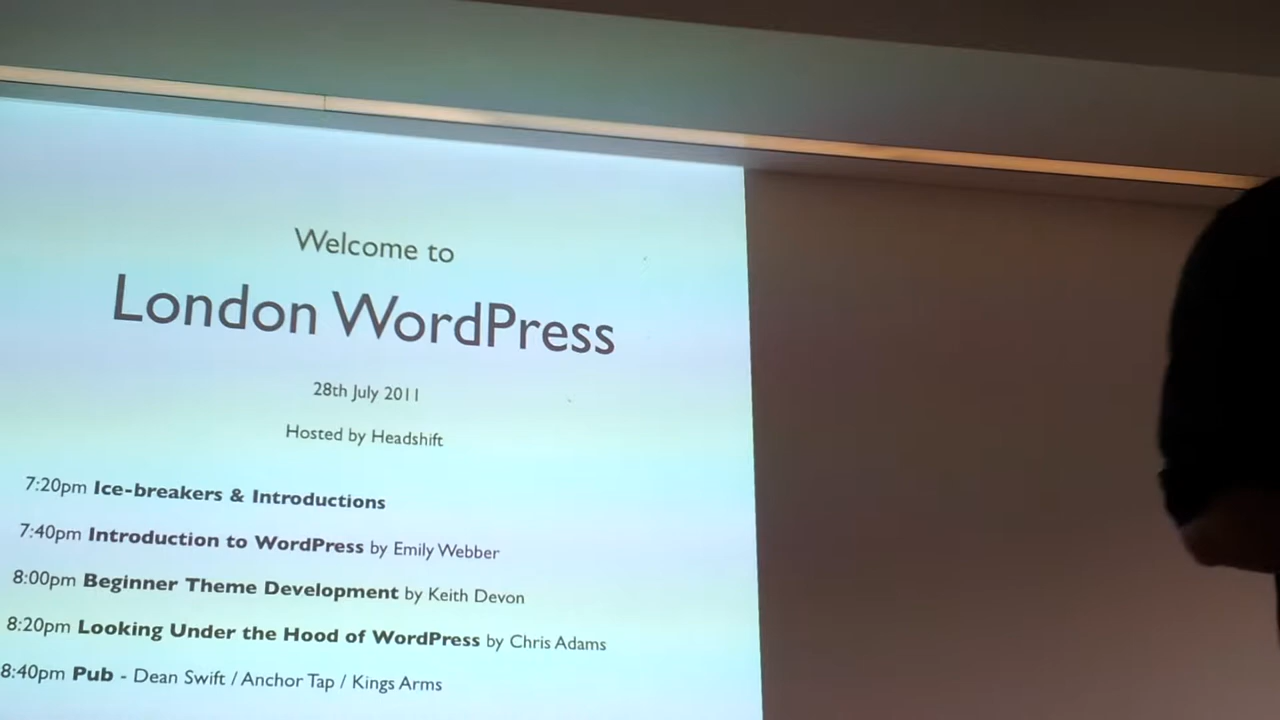 Welcome to
London WordPress
28th July 2011
Hosted by Headshift
7:20pm Ice-breakers & Introductions
7:40pm Introduction to WordPress by Emily Webber
8:00pm Beginner Theme Development by Keith Devon
8:20pm Looking Under the Hood of WordPress by Chris Adams
8:40pm Pub - Dean Swift / Anchor Tap / Kings Arms